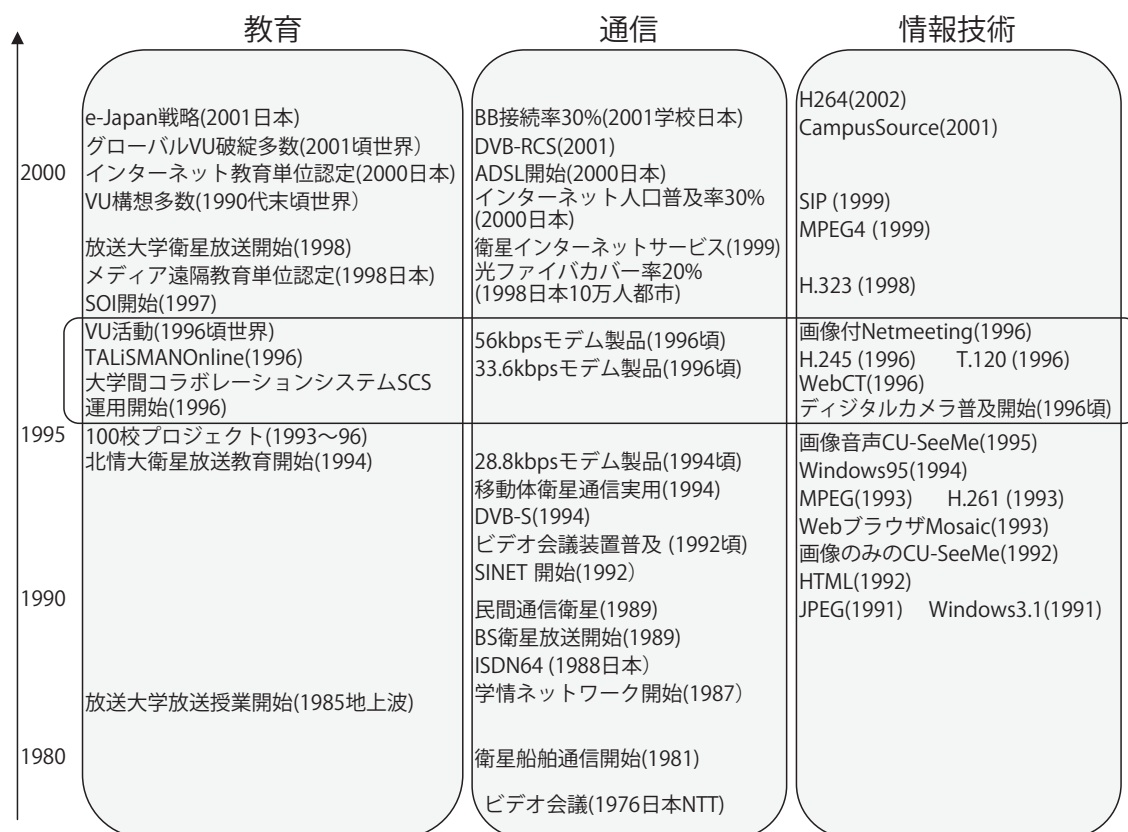 教育
通信
情報技術
2000
1995
1990
1980
e-Japan戦略(2001日本)
グローバルVU破綻多数(2001頃世界)
インターネット教育単位認定(2000日本)
VU構想多数(1990代末頃世界)
放送大学衛星放送開始(1998)
メディア遠隔教育単位認定(1998日本)
SOI開始(1997)
VU活動(1996頃世界)
TALiSMANOnline(1996)
大学間コラボレーションシステムSCS
運用開始(1996)
100校プロジェクト(1993〜96)
北情大衛星放送教育開始(1994)
放送大学放送授業開始(1985地上波)
BB接続率30%(2001学校日本)
DVB-RCS(2001)
ADSL開始(2000日本)
インターネット人口普及率30%
(2000日本)
衛星インターネットサービス(1999)
光ファイバカバー率20%
(1998日本10万人都市)
56kbpsモデム製品(1996頃)
33.6kbpsモデム製品(1996頃)
28.8kbpsモデム製品(1994頃)
移動体衛星通信実用(1994)
DVB-S(1994)
ビデオ会議装置普及 (1992頃)
SINET 開始(1992)
民間通信衛星(1989)
BS衛星放送開始(1989)
ISDN64 (1988日本)
学情ネットワーク開始(1987)
衛星船舶通信開始(1981)
ビデオ会議(1976日本NTT)
H264(2002)
CampusSource(2001)
SIP (1999)
MPEG4 (1999)
H.323 (1998)
画像付Netmeeting(1996)
H.245 (1996) T.120 (1996)
WebCT(1996)
ディジタルカメラ普及開始(1996頃)
画像音声CU-SeeMe(1995)
Windows95(1994)
MPEG(1993) H.261 (1993)
WebブラウザMosaic(1993)
画像のみのCU-SeeMe(1992)
HTML(1992)
JPEG(1991) Windows3.1(1991)